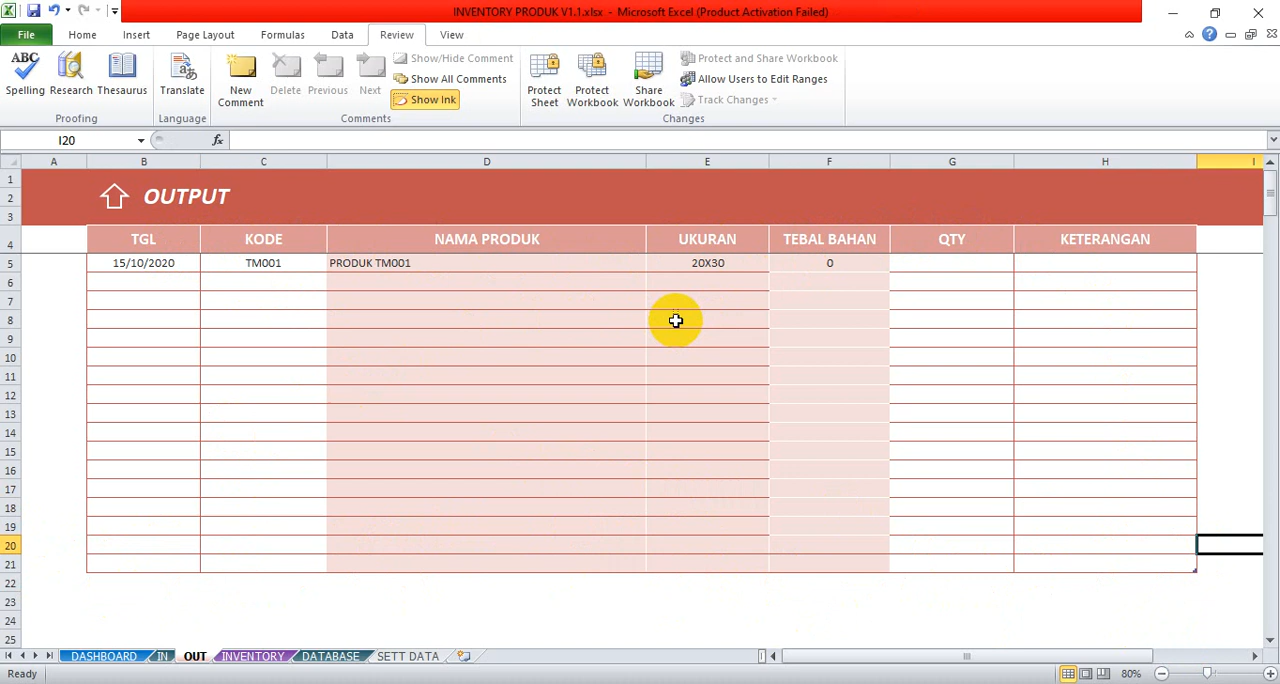 INVENTORY PRODUK V1.1.xlsx - Microsoft Excel (Product Activation Failed)
File Home Insert Page Layout Formulas Data Review View
ABC
Spelling Research Thesaurus
Proofing
Translate
Language
New Comment Delete Previous Next
Show/Hide Comment
Show All Comments
Show Ink
Comments
Protect Sheet Protect Workbook Share Workbook
Protect and Share Workbook
Allow Users to Edit Ranges
Track Changes
Changes
I20 fx
A B C D E F G H I
1
2 OUTPUT
3
4 TGL KODE NAMA PRODUK UKURAN TEBAL BAHAN QTY KETERANGAN
5 15/10/2020 TM001 PRODUK TM001 20X30 0
6
7
8
9
10
11
12
13
14
15
16
17
18
19
20
21
22
23
24
25
DASHBOARD IN OUT INVENTORY DATABASE SETT DATA
Ready 80%